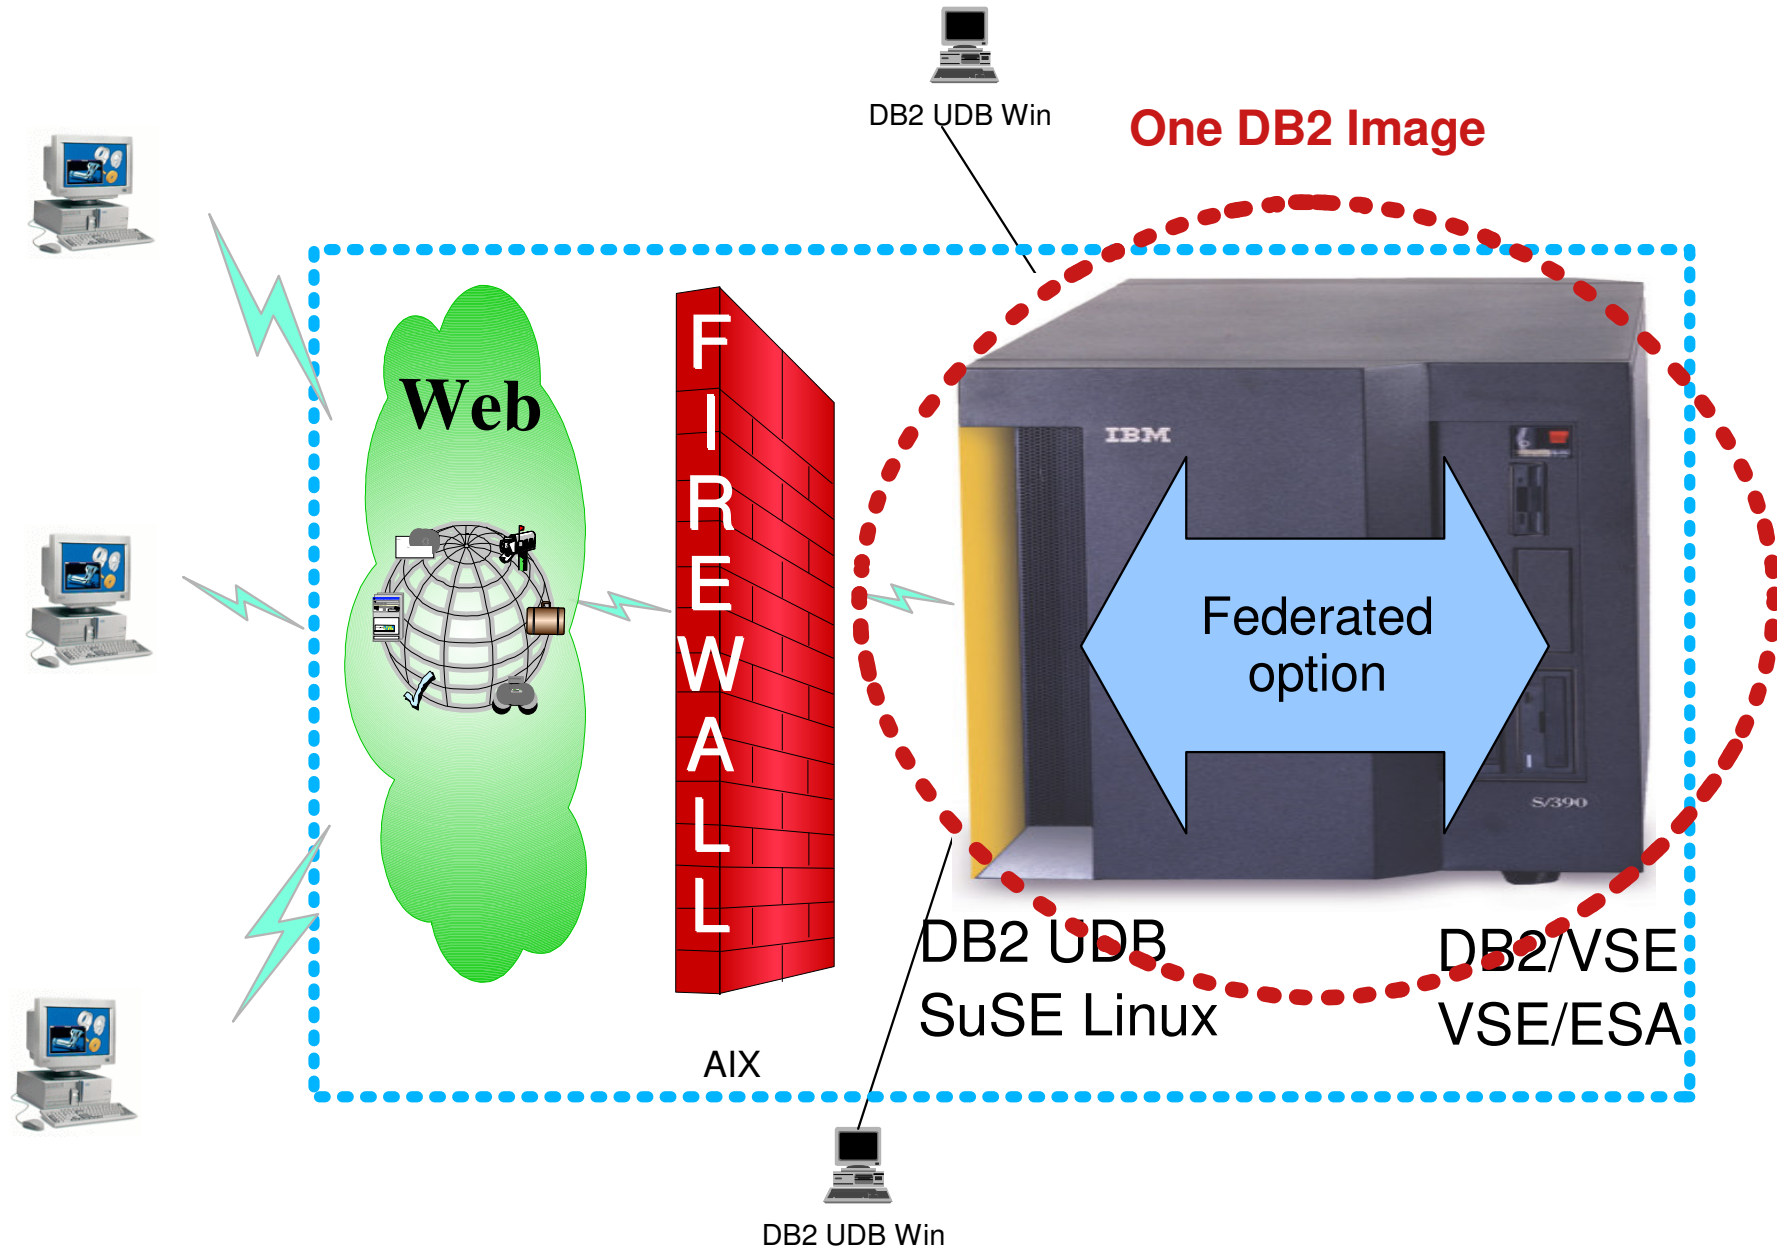 DB2 UDB Win
One DB2 Image
Web
FIREWALL
IBM
Federated
option
S/390
DB2 UDB
SuSE Linux
DB2/VSE
VSE/ESA
AIX
DB2 UDB Win